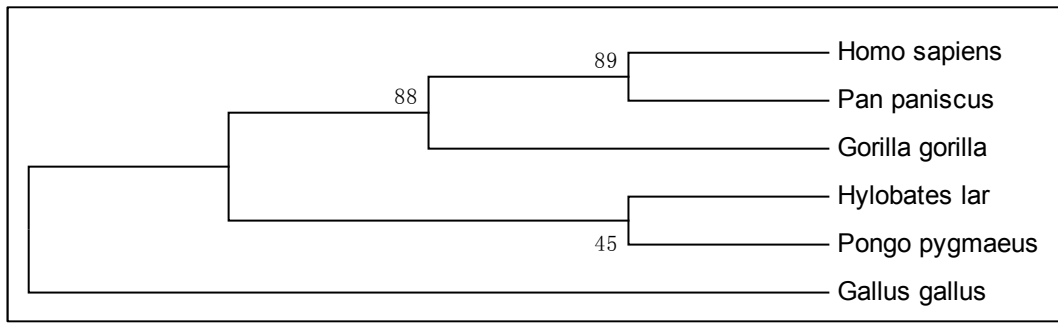 Homo sapiens
89
Pan paniscus
88
Gorilla gorilla
Hylobates lar
Pongo pygmaeus
45
Gallus gallus